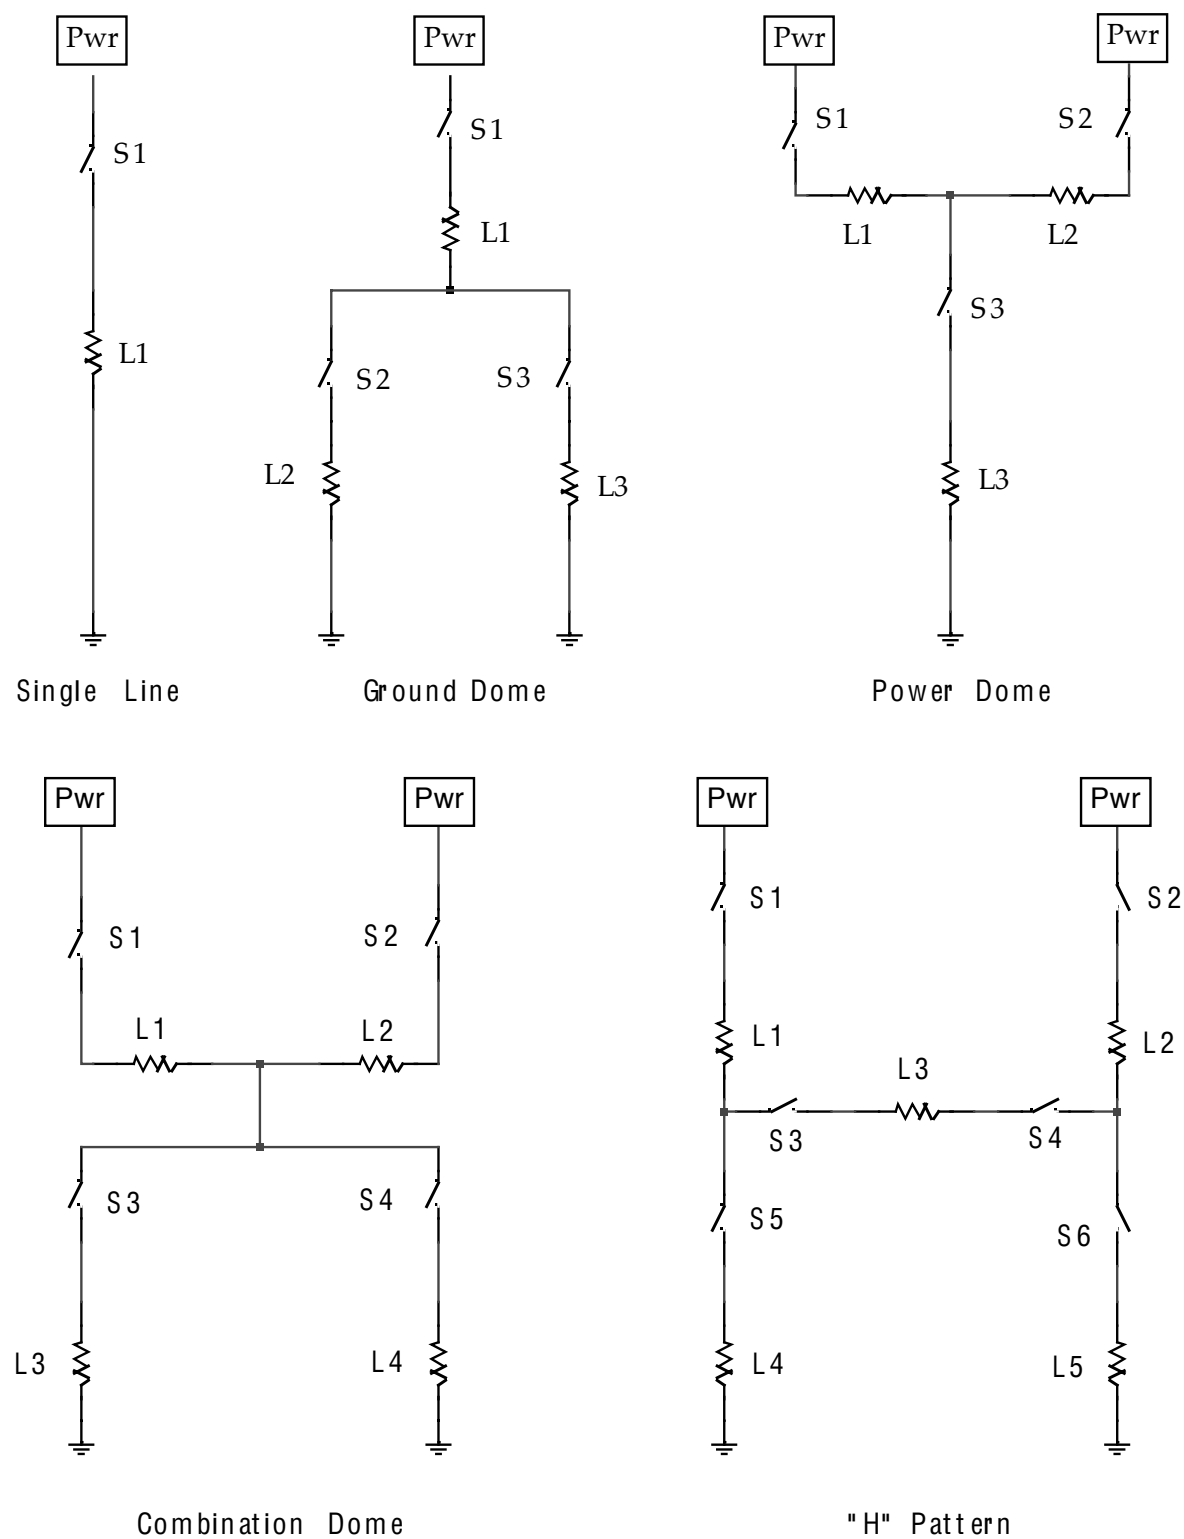 Pwr
S1
L1
Single Line
Pwr
S1
L1
S2
S3
L2
L3
Ground Dome
Pwr
Pwr
S1
S2
L1
L2
S3
L3
Power Dome
Pwr
Pwr
S1
S2
L1
L2
S3
S4
L3
L4
Combination Dome
Pwr
Pwr
S1
S2
L1
L2
L3
S3
S4
S5
S6
L4
L5
"H" Pattern